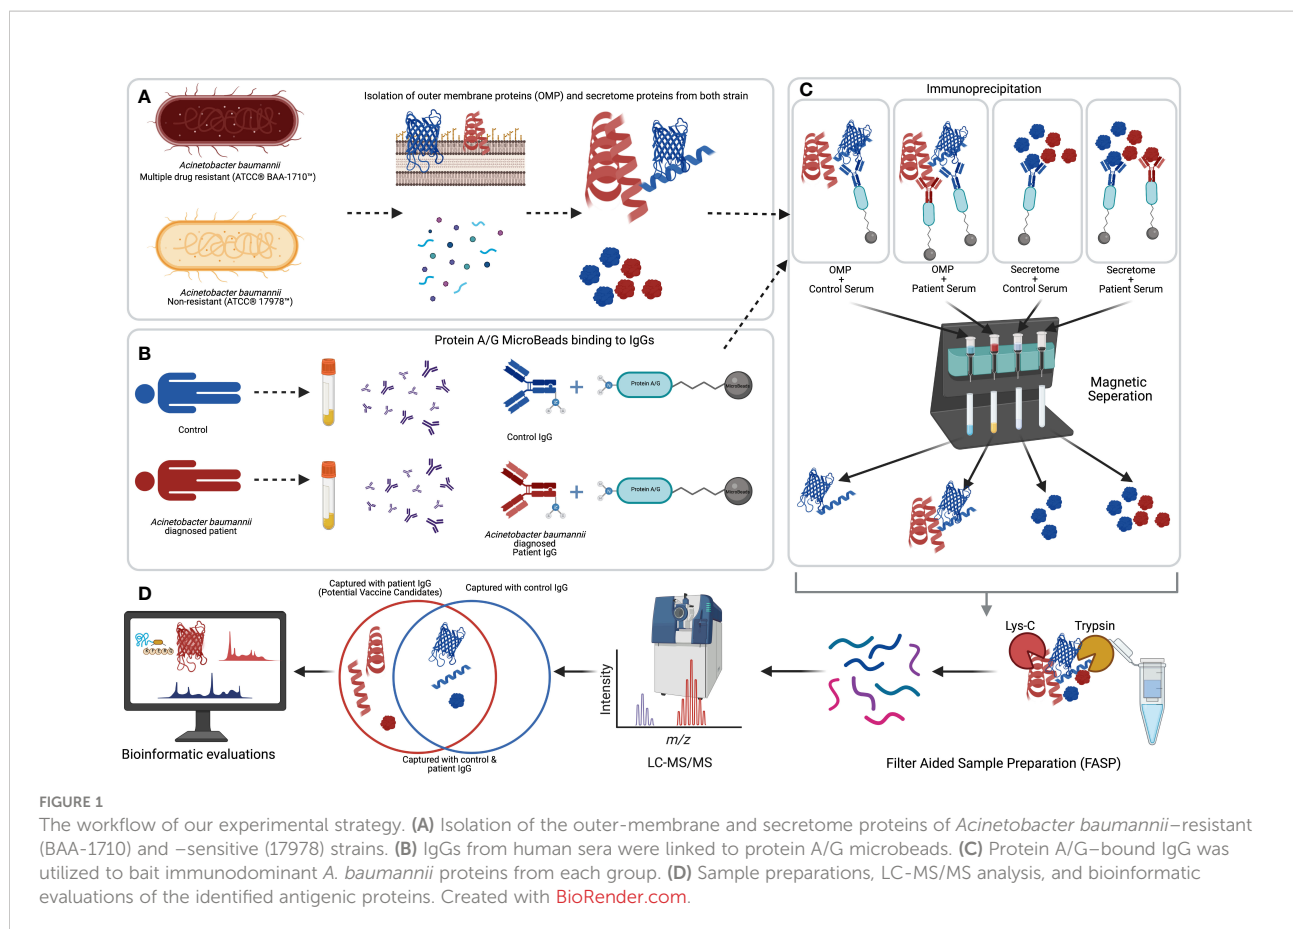 A
Isolation of outer membrane proteins (OMP) and secretome proteins from both strain
Acinetobacter baumannii
Multiple drug resistant (ATCC® BAA-1710™)
Acinetobacter baumannii
Non-resistant (ATCC® 17978™)
B
Protein A/G MicroBeads binding to IgGs
Control
Control IgG
Protein A/G
MicroBeads
Acinetobacter baumannii
diagnosed patient
Acinetobacter baumannii
diagnosed
Patient IgG
Protein A/G
MicroBeads
C
Immunoprecipitation
OMP
+
Control Serum
OMP
+
Patient Serum
Secretome
+
Control Serum
Secretome
+
Patient Serum
Magnetic
Seperation
D
Captured with patient IgG
(Potential Vaccine Candidates)
Captured with control IgG
Captured with control &
patient IgG
Bioinformatic evaluations
Intensity
m/z
LC-MS/MS
Lys-C
Trypsin
Filter Aided Sample Preparation (FASP)
FIGURE 1
The workflow of our experimental strategy. (A) Isolation of the outer-membrane and secretome proteins of Acinetobacter baumannii–resistant
(BAA-1710) and –sensitive (17978) strains. (B) IgGs from human sera were linked to protein A/G microbeads. (C) Protein A/G–bound IgG was
utilized to bait immunodominant A. baumannii proteins from each group. (D) Sample preparations, LC-MS/MS analysis, and bioinformatic
evaluations of the identified antigenic proteins. Created with BioRender.com.